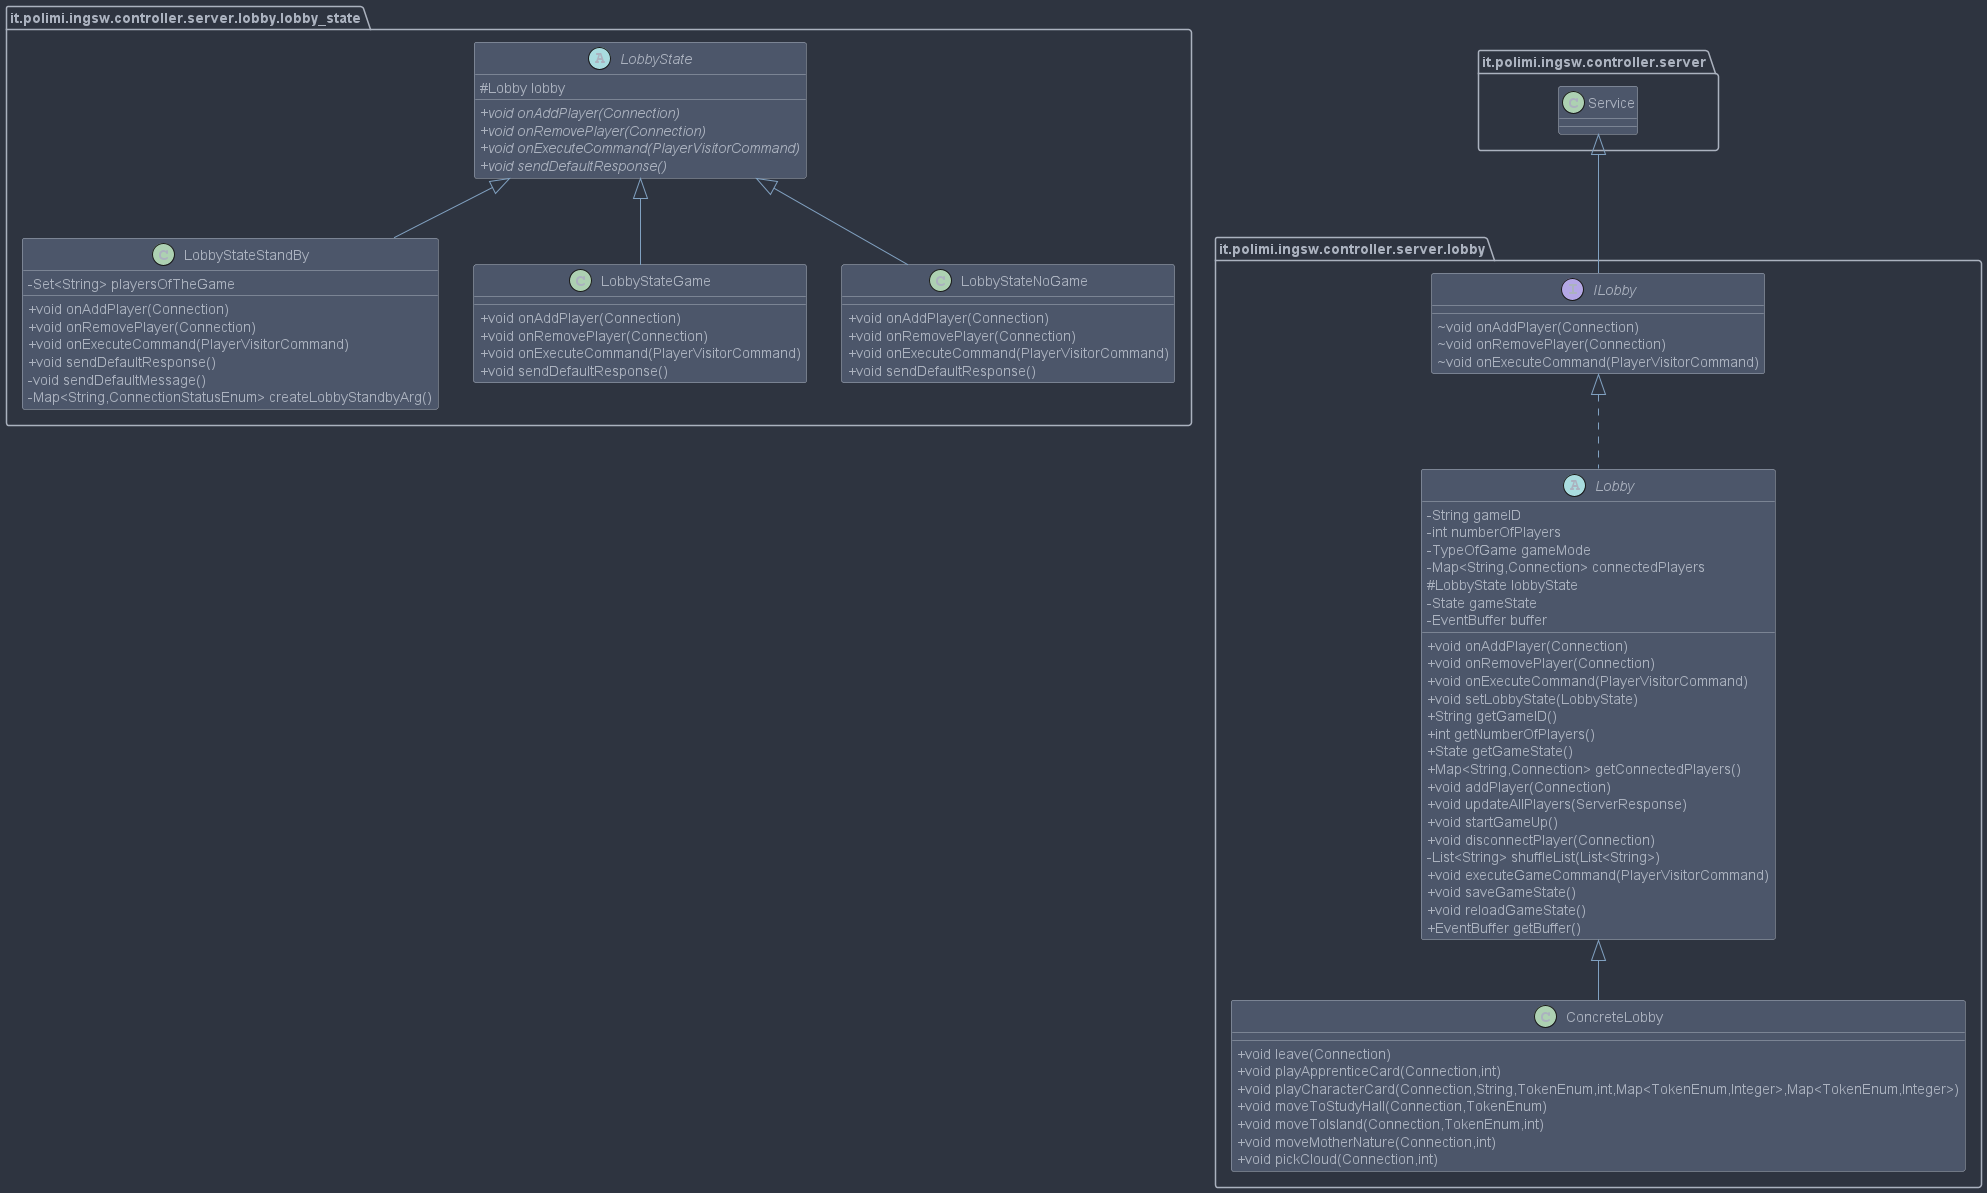 it.polimi.ingsw.controller.server.lobby.lobby_state
A LobbyState
#Lobby lobby
+void onAddPlayer(Connection)
+void onRemovePlayer(Connection)
+void onExecuteCommand(PlayerVisitorCommand)
+void sendDefaultResponse()
C LobbyStateStandBy
-Set<String> playersOfTheGame
+void onAddPlayer(Connection)
+void onRemovePlayer(Connection)
+void onExecuteCommand(PlayerVisitorCommand)
+void sendDefaultResponse()
-void sendDefaultMessage()
-Map<String,ConnectionStatusEnum> createLobbyStandbyArg()
C LobbyStateGame
+void onAddPlayer(Connection)
+void onRemovePlayer(Connection)
+void onExecuteCommand(PlayerVisitorCommand)
+void sendDefaultResponse()
C LobbyStateNoGame
+void onAddPlayer(Connection)
+void onRemovePlayer(Connection)
+void onExecuteCommand(PlayerVisitorCommand)
+void sendDefaultResponse()
it.polimi.ingsw.controller.server
C Service
it.polimi.ingsw.controller.server.lobby
ILobby
~void onAddPlayer(Connection)
~void onRemovePlayer(Connection)
~void onExecuteCommand(PlayerVisitorCommand)
A Lobby
-String gameID
-int numberOfPlayers
-TypeOfGame gameMode
-Map<String,Connection> connectedPlayers
#LobbyState lobbyState
-State gameState
-EventBuffer buffer
+void onAddPlayer(Connection)
+void onRemovePlayer(Connection)
+void onExecuteCommand(PlayerVisitorCommand)
+void setLobbyState(LobbyState)
+String getGameID()
+int getNumberOfPlayers()
+State getGameState()
+Map<String,Connection> getConnectedPlayers()
+void addPlayer(Connection)
+void updateAllPlayers(ServerResponse)
+void startGameUp()
+void disconnectPlayer(Connection)
-List<String> shuffleList(List<String>)
+void executeGameCommand(PlayerVisitorCommand)
+void saveGameState()
+void reloadGameState()
+EventBuffer getBuffer()
C ConcreteLobby
+void leave(Connection)
+void playApprenticeCard(Connection,int)
+void playCharacterCard(Connection,String,TokenEnum,int,Map<TokenEnum,Integer>,Map<TokenEnum,Integer>)
+void moveToStudyHall(Connection,TokenEnum)
+void moveToIsland(Connection,TokenEnum,int)
+void moveMotherNature(Connection,int)
+void pickCloud(Connection,int)